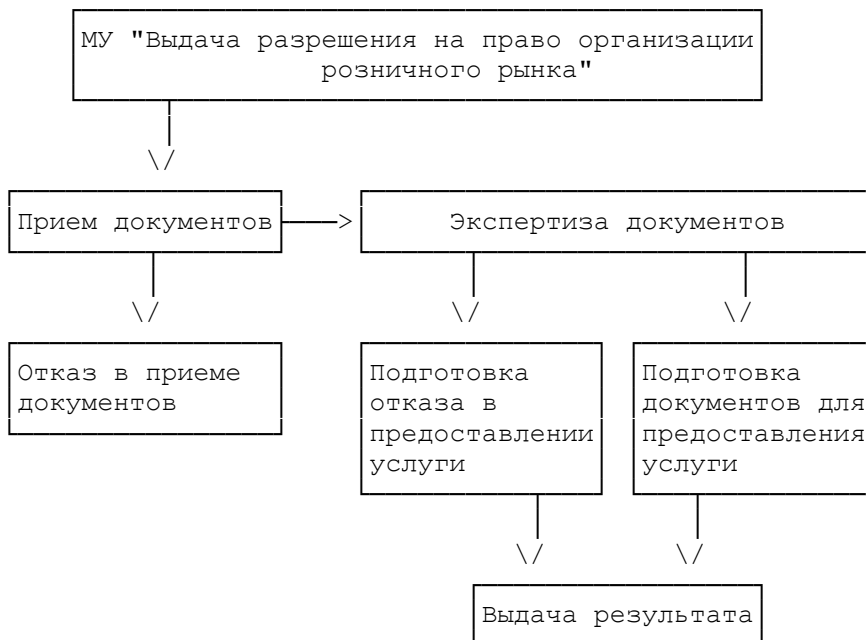 МУ "Выдача разрешения на право организации
розничного рынка"
Прием документов
Экспертиза документов
Отказ в приеме
документов
Подготовка
отказа в
предоставлении
услуги
Подготовка
документов для
предоставления
услуги
Выдача результата